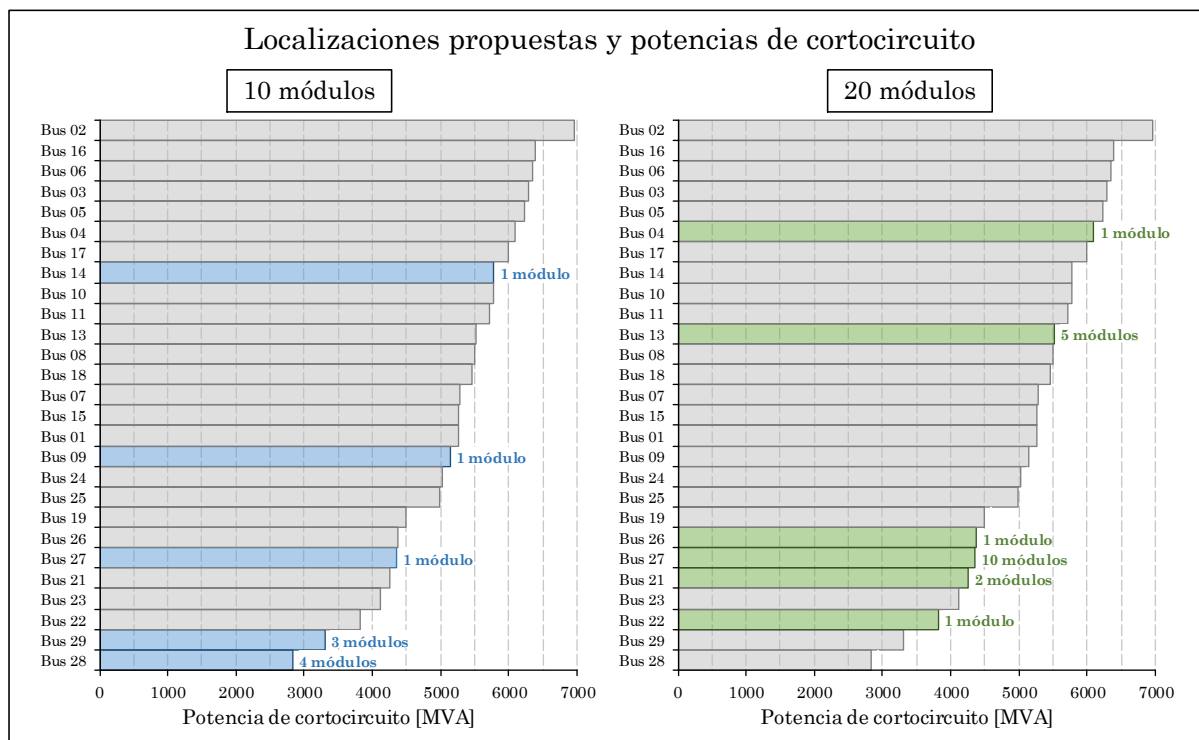 Localizaciones propuestas y potencias de cortocircuito
10 módulos
Bus 02
Bus 16
Bus 06
Bus 03
Bus 05
Bus 04
Bus 17
Bus 14 1 módulo
Bus 10
Bus 11
Bus 13
Bus 08
Bus 18
Bus 07
Bus 15
Bus 01
Bus 09 1 módulo
Bus 24
Bus 25
Bus 19
Bus 26
Bus 27 1 módulo
Bus 21
Bus 23
Bus 22
Bus 29 3 módulos
Bus 28 4 módulos
0 1000 2000 3000 4000 5000 6000 7000
Potencia de cortocircuito [MVA]
20 módulos
Bus 02
Bus 16
Bus 06
Bus 03
Bus 05
Bus 04 1 módulo
Bus 17
Bus 14
Bus 10
Bus 11
Bus 13 5 módulos
Bus 08
Bus 18
Bus 07
Bus 15
Bus 01
Bus 09
Bus 24
Bus 25
Bus 19
Bus 26 1 módulo
Bus 27 10 módulos
Bus 21 2 módulos
Bus 23
Bus 22 1 módulo
Bus 29
Bus 28
0 1000 2000 3000 4000 5000 6000 7000
Potencia de cortocircuito [MVA]